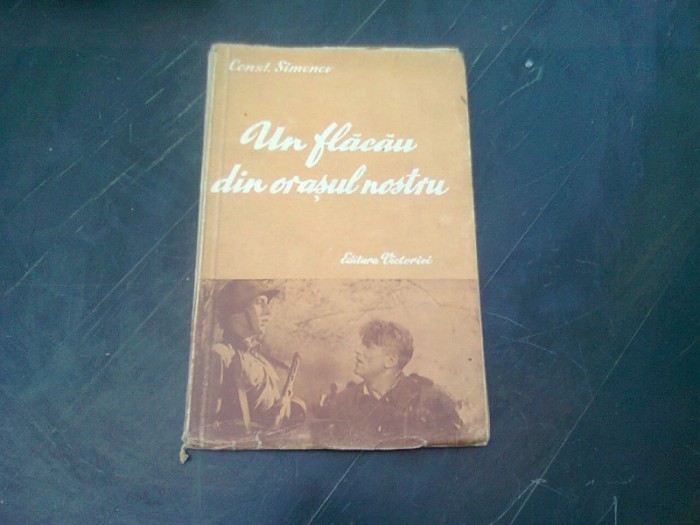 Const. Simonov
Un flăcău
din orașul nostru
Editura Victoriei